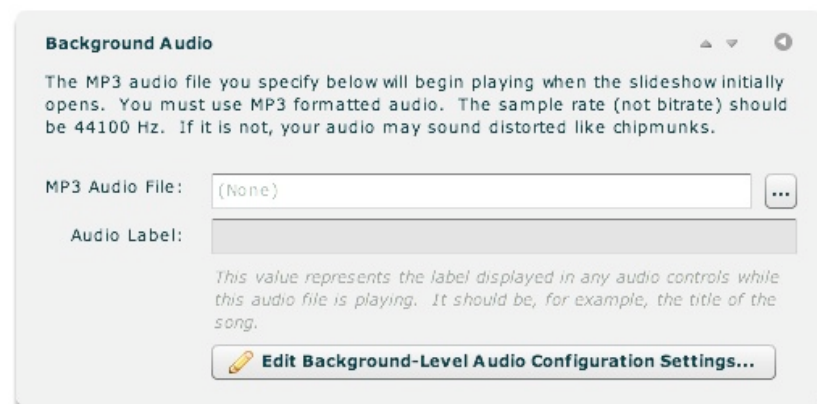 Background Audio
The MP3 audio file you specify below will begin playing when the slideshow initially
opens. You must use MP3 formatted audio. The sample rate (not bitrate) should
be 44100 Hz. If it is not, your audio may sound distorted like chipmunks.
MP3 Audio File: (None) ...
Audio Label:
This value represents the label displayed in any audio controls while
this audio file is playing. It should be, for example, the title of the
song.
Edit Background-Level Audio Configuration Settings...